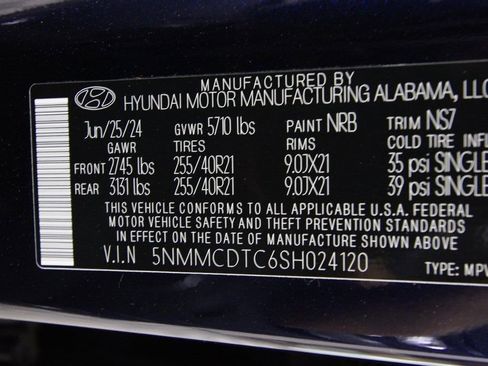 MANUFACTURED BY
HYUNDAI MOTOR MANUFACTURING ALABAMA, LLC
Jun/25/24 GVWR 5710 lbs PAINT NRB TRIM NS7
GAWR TIRES RIMS COLD TIRE INFL
FRONT 2745 lbs 255/40R21 9.0JX21 35 psi SINGLE
REAR 3131 lbs 255/40R21 9.0JX21 39 psi SINGLE
THIS VEHICLE CONFORMS TO ALL APPLICABLE U.S.A. FEDERAL
MOTOR VEHICLE SAFETY AND THEFT PREVENTION STANDARDS
IN EFFECT ON THE DATE OF MANUFACTURE SHOWN ABOVE.
V.I.N 5NMMCDTC6SH024120 TYPE: MPV